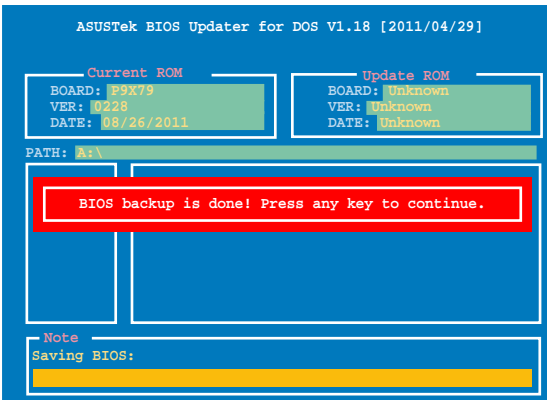 ASUSTek BIOS Updater for DOS V1.18 [2011/04/29]
Current ROM
BOARD: P9X79
VER: 0228
DATE: 08/26/2011
Update ROM
BOARD: Unknown
VER: Unknown
DATE: Unknown
PATH: A:\
BIOS backup is done! Press any key to continue.
Note
Saving BIOS: